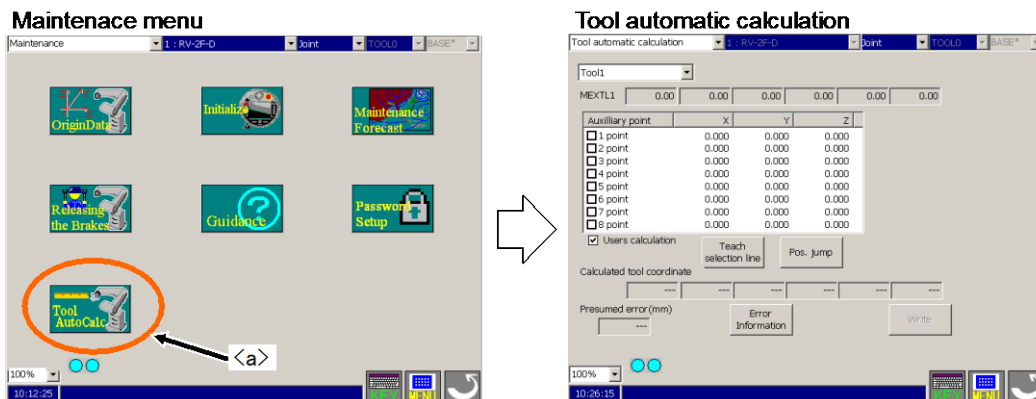 Maintenace menu
Maintenance 1 : RV-2F-D Joint TOOL0 BASE*
OriginData
Initialize
Maintenance
Forecast
Releasing
the Brakes
Guidance
Password
Setup
Tool
AutoCalc
<a>
100%
10:12:25
KEY MENU
Tool automatic calculation
Tool automatic calculation 1 : RV-2F-D Joint TOOL0 BASE*
Tool1
MEXTL1 0.00 0.00 0.00 0.00 0.00 0.00
Auxilliary point X Y Z
1 point 0.000 0.000 0.000
2 point 0.000 0.000 0.000
3 point 0.000 0.000 0.000
4 point 0.000 0.000 0.000
5 point 0.000 0.000 0.000
6 point 0.000 0.000 0.000
7 point 0.000 0.000 0.000
8 point 0.000 0.000 0.000
Users calculation
Teach
selection line
Pos. jump
Calculated tool coordinate
--- --- --- --- --- ---
Presumed error(mm)
---
Error
Information
Write
100%
10:26:15
KEY MENU